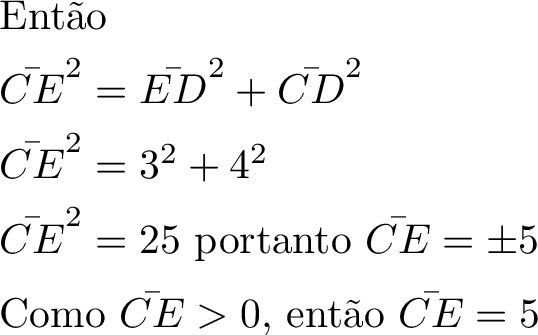 Então
C̄E² = ĒD² + C̄D²
C̄E² = 3² + 4²
C̄E² = 25 portanto C̄E = ±5
Como C̄E > 0, então C̄E = 5